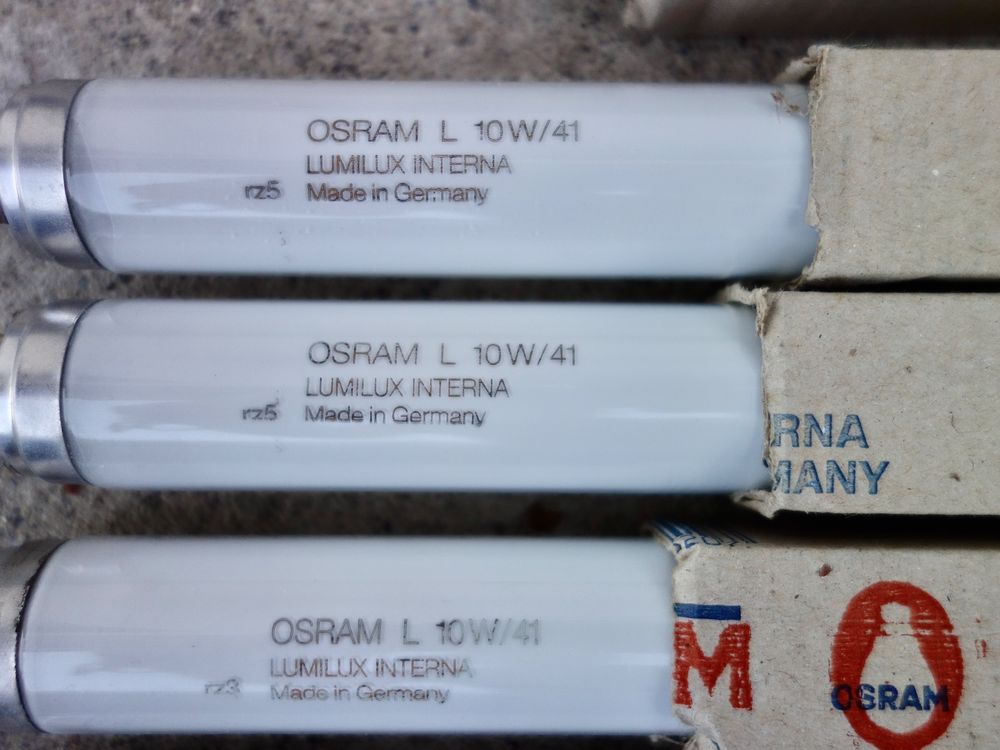 OSRAM L 10W/41
LUMILUX INTERNA
rz5 Made in Germany
OSRAM L 10W/41
LUMILUX INTERNA
rz5 Made in Germany
RNA
MANY
OSRAM L 10W/41
LUMILUX INTERNA
rz3 Made in Germany
M
OSRAM